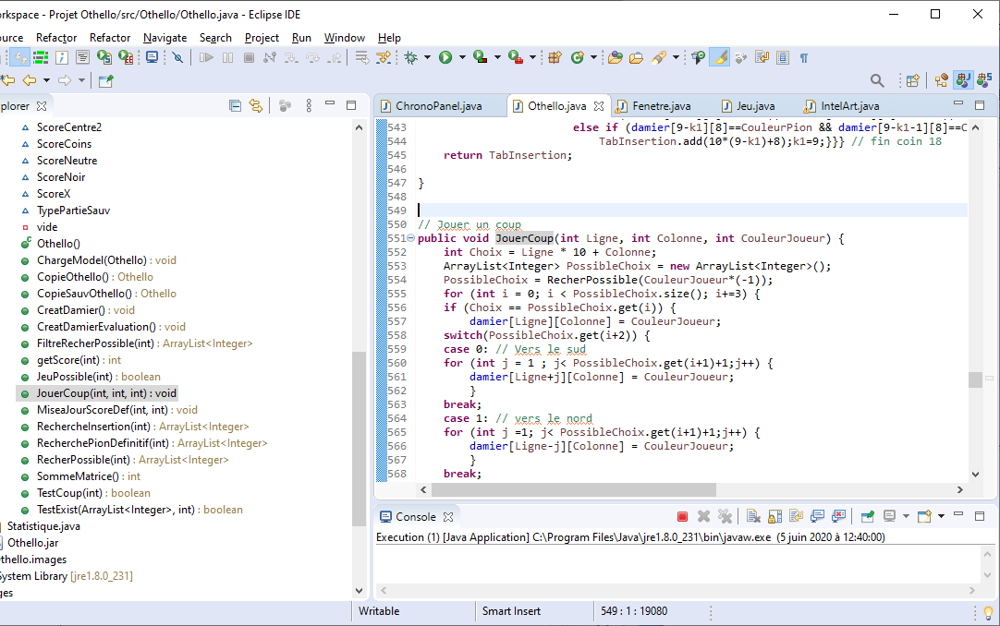 rkspace - Projet Othello/src/Othello/Othello.java - Eclipse IDE
ource Refactor Refactor Navigate Search Project Run Window Help
plorer
ScoreCentre2
ScoreCoins
ScoreNeutre
ScoreNoir
ScoreX
TypePartieSauv
vide
Othello()
ChargeModel(Othello) : void
CopieOthello() : Othello
CopieSauvOthello() : Othello
CreatDamier() : void
CreatDamierEvaluation() : void
FiltreRecherPossible(int) : ArrayList<Integer>
getScore(int) : int
JeuPossible(int) : boolean
JouerCoup(int, int, int) : void
MiseaJourScoreDef(int, int) : void
RechercheInsertion(int) : ArrayList<Integer>
RecherchePionDefinitif(int) : ArrayList<Integer>
RecherPossible(int) : ArrayList<Integer>
SommeMatrice() : int
TestCoup(int) : boolean
TestExist(ArrayList<Integer>, int) : boolean
Statistique.java
Othello.jar
thello.images
System Library [jre1.8.0_231]
ges
ChronoPanel.java Othello.java Fenetre.java Jeu.java IntelArt.java
543 else if (damier[9-k1][8]==CouleurPion && damier[9-k1-1][8]==C
544 TabInsertion.add(10*(9-k1)+8);k1=9;}}} // fin coin 18
545 return TabInsertion;
546
547 }
548
549
550 // Jouer un coup
551 public void JouerCoup(int Ligne, int Colonne, int CouleurJoueur) {
552 int Choix = Ligne * 10 + Colonne;
553 ArrayList<Integer> PossibleChoix = new ArrayList<Integer>();
554 PossibleChoix = RecherPossible(CouleurJoueur*(-1));
555 for (int i = 0; i < PossibleChoix.size(); i+=3) {
556 if (Choix == PossibleChoix.get(i)) {
557 damier[Ligne][Colonne] = CouleurJoueur;
558 switch(PossibleChoix.get(i+2)) {
559 case 0: // Vers le sud
560 for (int j = 1 ; j< PossibleChoix.get(i+1)+1;j++) {
561 damier[Ligne+j][Colonne] = CouleurJoueur;
562 }
563 break;
564 case 1: // vers le nord
565 for (int j =1; j< PossibleChoix.get(i+1)+1;j++) {
566 damier[Ligne-j][Colonne] = CouleurJoueur;
567 }
568 break;
Console
Execution (1) [Java Application] C:\Program Files\Java\jre1.8.0_231\bin\javaw.exe (5 juin 2020 à 12:40:00)
Writable Smart Insert 549 : 1 : 19080